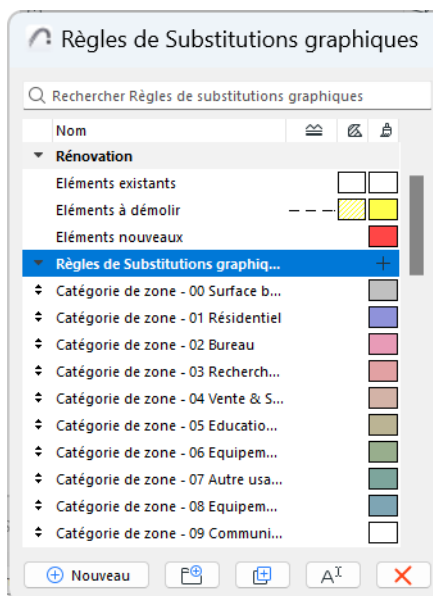 Règles de Substitutions graphiques
Rechercher Règles de substitutions graphiques
Nom
Rénovation
Eléments existants
Eléments à démolir
Eléments nouveaux
Règles de Substitutions graphiq...
Catégorie de zone - 00 Surface b...
Catégorie de zone - 01 Résidentiel
Catégorie de zone - 02 Bureau
Catégorie de zone - 03 Recherch...
Catégorie de zone - 04 Vente & S...
Catégorie de zone - 05 Educatio...
Catégorie de zone - 06 Equipem...
Catégorie de zone - 07 Autre usa...
Catégorie de zone - 08 Equipem...
Catégorie de zone - 09 Communi...
Nouveau